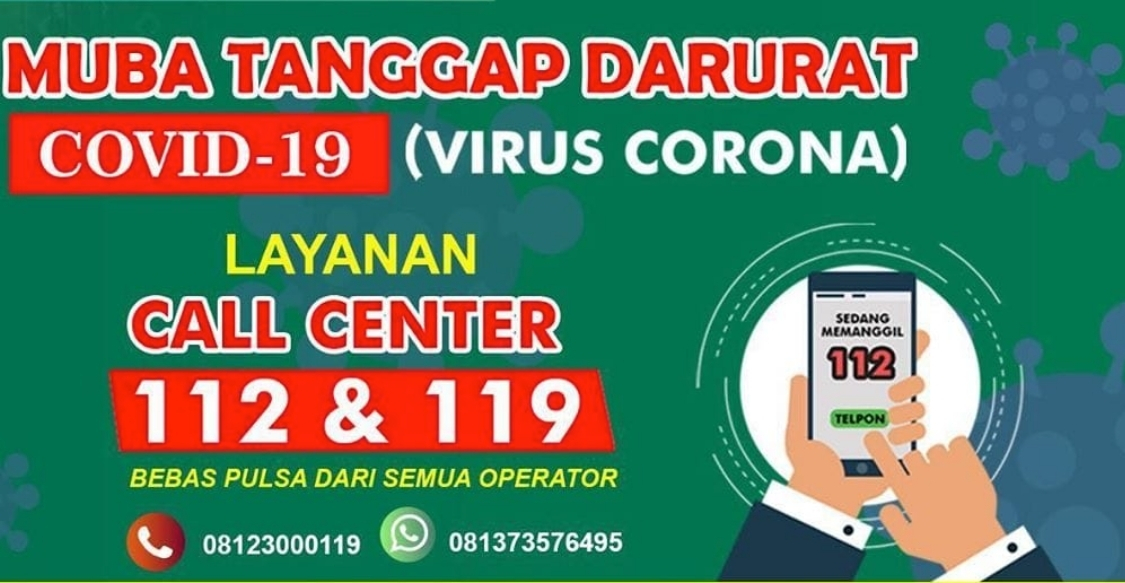 MUBA TANGGAP DARURAT
COVID-19 (VIRUS CORONA)
LAYANAN
CALL CENTER
112 & 119
BEBAS PULSA DARI SEMUA OPERATOR
08123000119 081373576495
SEDANG
MEMANGGIL
112
TELPON